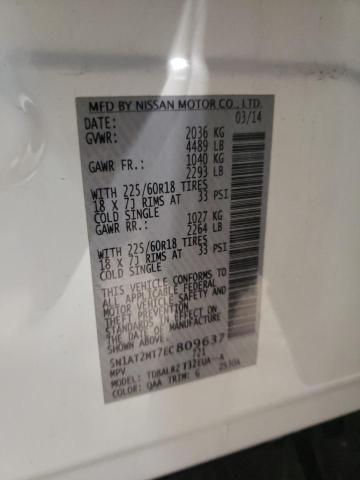 MFD BY NISSAN MOTOR CO., LTD.
DATE: 03/14
GVWR: 2036 KG
4489 LB
GAWR FR.: 1040 KG
2293 LB
WITH 225/60R18 TIRES
18 X 7J RIMS AT 33 PSI
COLD SINGLE
GAWR RR.: 1027 KG
2264 LB
WITH 225/60R18 TIRES
18 X 7J RIMS AT 33 PSI
COLD SINGLE
THIS VEHICLE CONFORMS TO
ALL APPLICABLE FEDERAL
MOTOR VEHICLE SAFETY AND
THEFT PREVENTION
STANDARDS IN EFFECT ON
THE DATE OF MANUFACTURE
SHOWN ABOVE.
5N1AT2MT7EC809637
MPV 721
MODEL:
COLOR: QAA TRIM: G